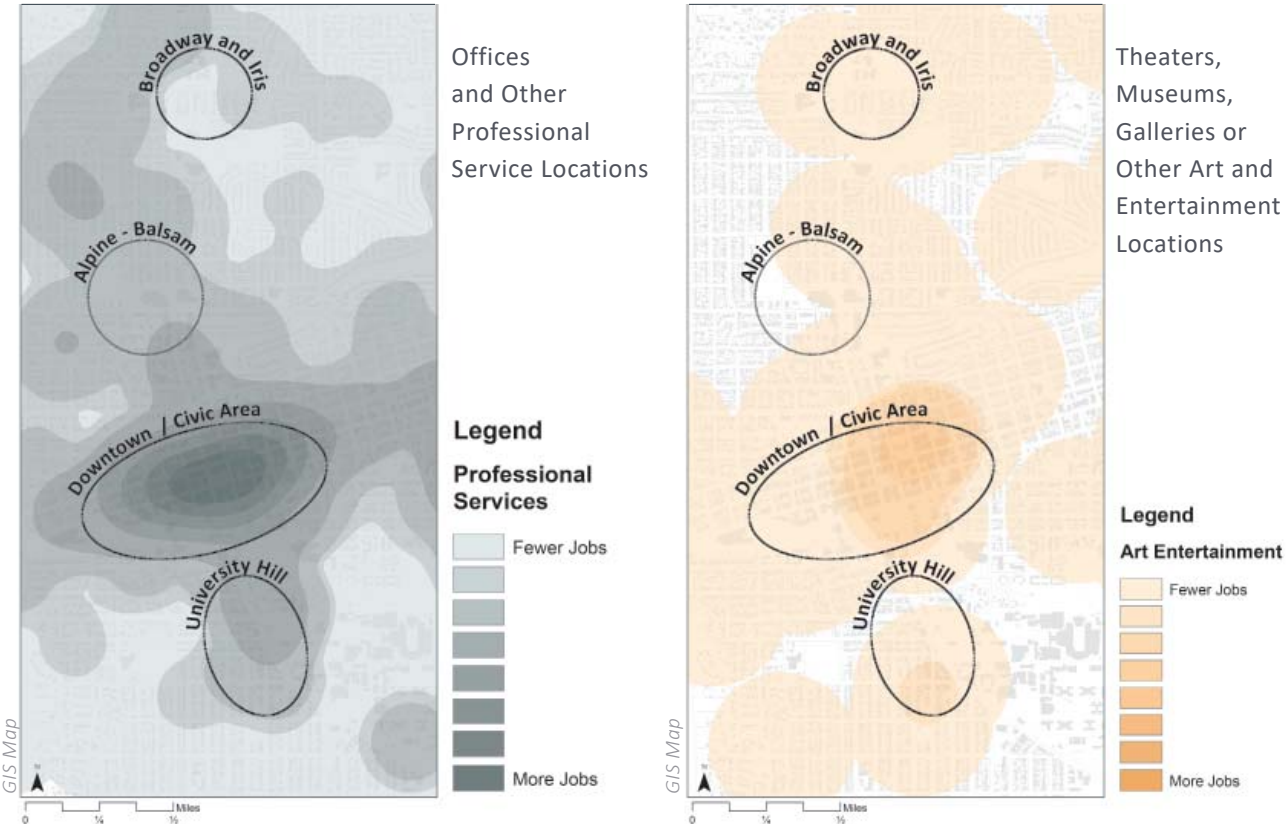 Broadway and Iris
Alpine - Balsam
Downtown / Civic Area
University Hill
GIS Map
N
0 ¼ ½ Miles
Offices
and Other
Professional
Service Locations
Legend
Professional
Services
Fewer Jobs
More Jobs
Broadway and Iris
Alpine - Balsam
Downtown / Civic Area
University Hill
GIS Map
N
0 ¼ ½ Miles
Theaters,
Museums,
Galleries or
Other Art and
Entertainment
Locations
Legend
Art Entertainment
Fewer Jobs
More Jobs